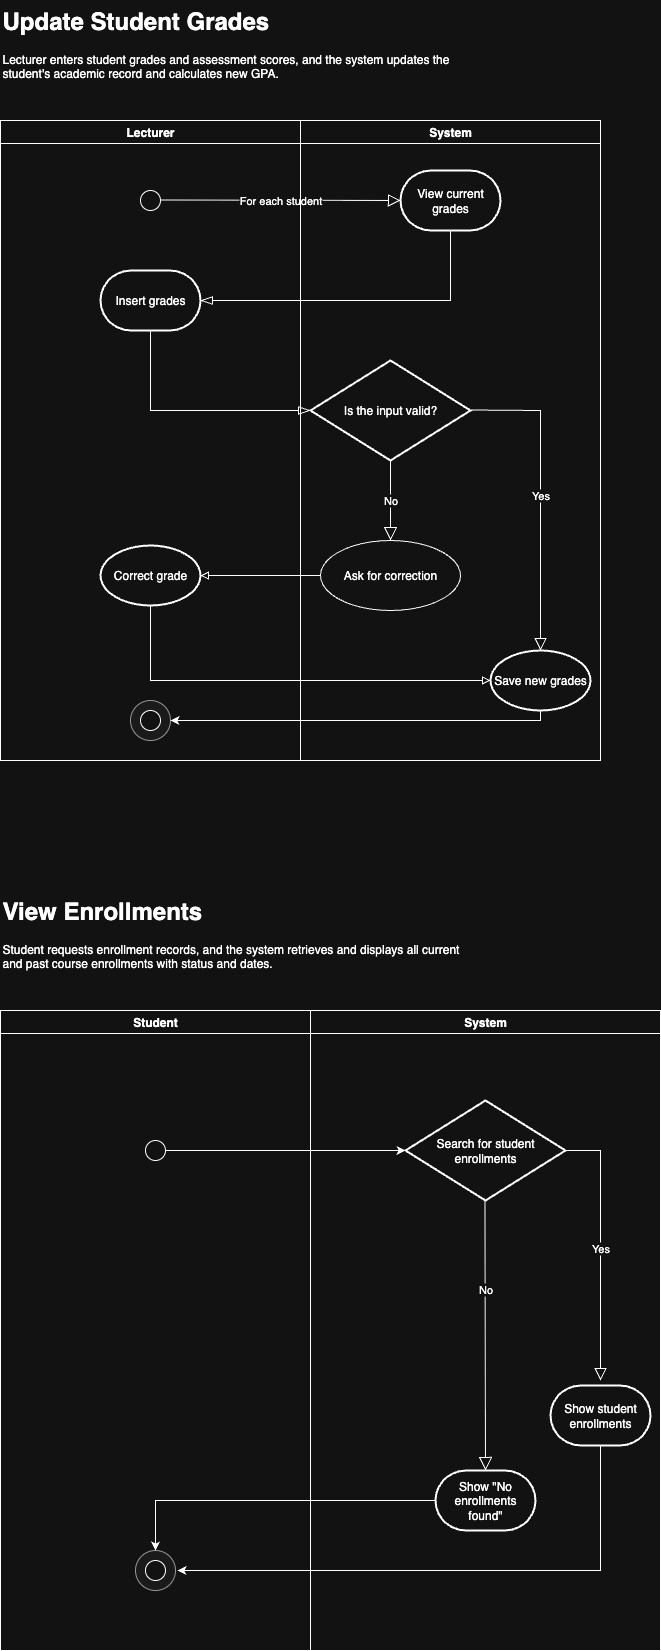 Update Student Grades
Lecturer enters student grades and assessment scores, and the system updates the
student's academic record and calculates new GPA.
Lecturer
System
For each student
View current
grades
Insert grades
Is the input valid?
No
Yes
Correct grade
Ask for correction
Save new grades
View Enrollments
Student requests enrollment records, and the system retrieves and displays all current
and past course enrollments with status and dates.
Student
System
Search for student
enrollments
Yes
No
Show student
enrollments
Show "No
enrollments
found"